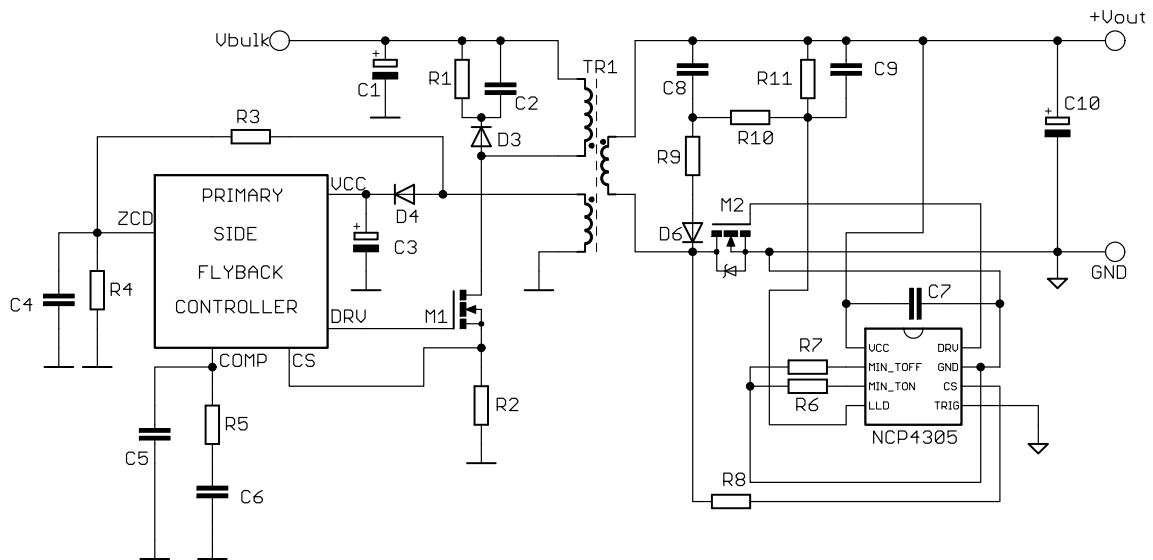 +Vout
Vbulk
TR1
C1
+
R1
C2
C8
R11
C9
C10
+
R3
D3
R10
R9
PRIMARY
SIDE
FLYBACK
CONTROLLER
VCC
D4
M2
ZCD
C3
+
D6
GND
C4
R4
DRV
M1
C7
COMP
CS
R7
R6
VCC
MIN_TOFF
MIN_TON
LLD
DRV
GND
CS
TRIG
NCP4305
R2
R5
C5
C6
R8